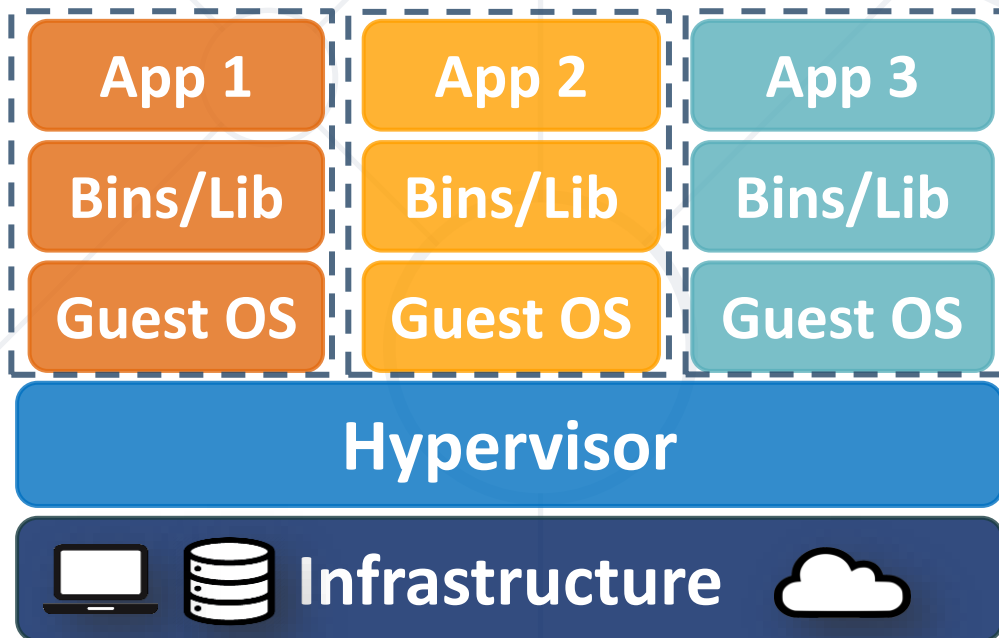 App 1
App 2
App 3
Bins/Lib
Bins/Lib
Bins/Lib
Guest OS
Guest OS
Guest OS
Hypervisor
Infrastructure